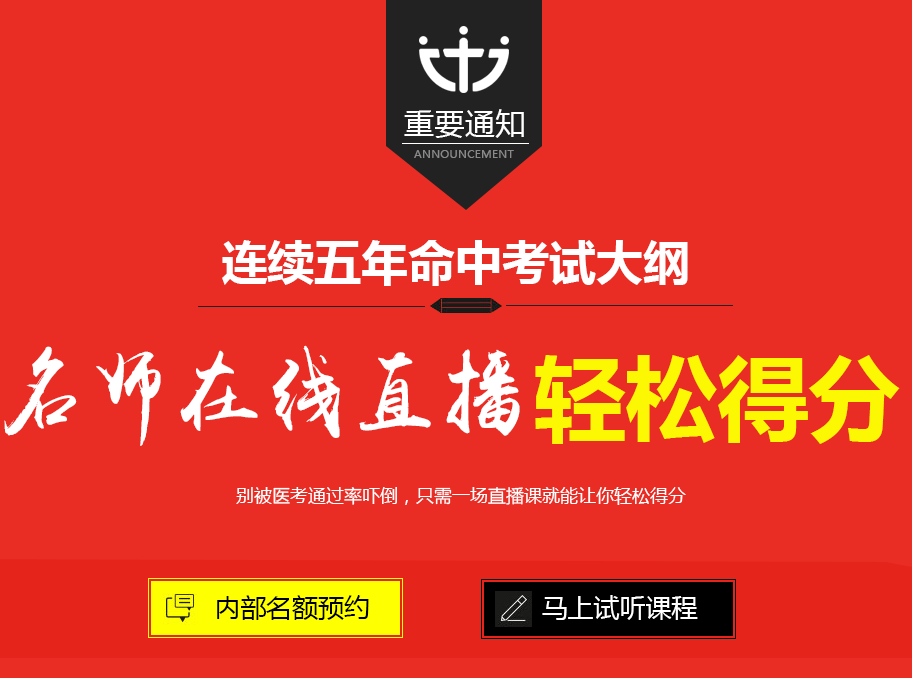 重要通知
ANNOUNCEMENT
连续五年命中考试大纲
名师在线直播轻松得分
别被医考通过率吓倒，只需一场直播课就能让你轻松得分
内部名额预约
马上试听课程